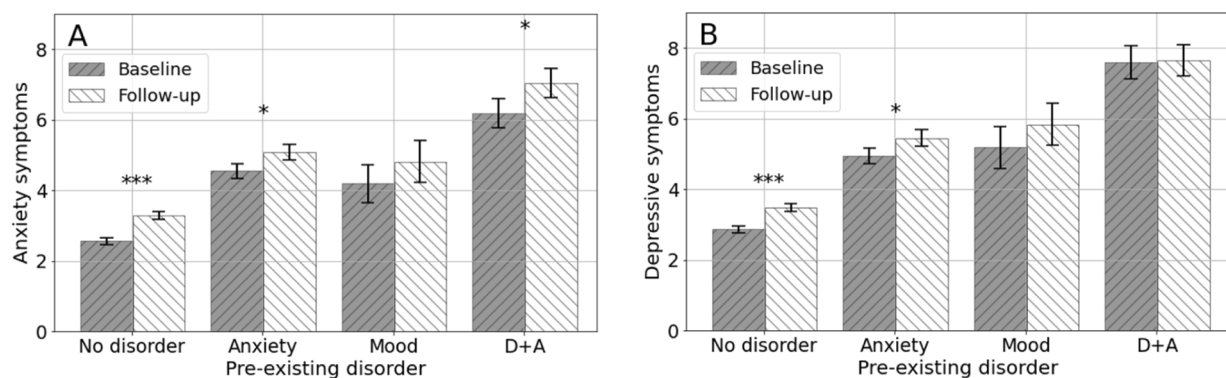 A
Baseline
Follow-up
***
*
*
Anxiety symptoms
8
6
4
2
0
No disorder Anxiety Mood D+A
Pre-existing disorder
B
Baseline
Follow-up
***
*
Depressive symptoms
8
6
4
2
0
No disorder Anxiety Mood D+A
Pre-existing disorder